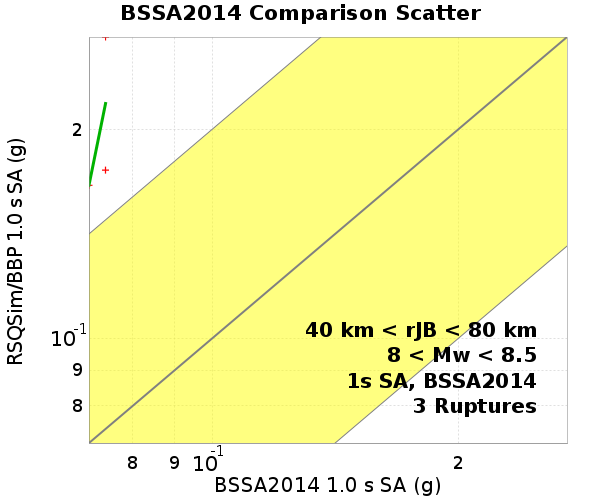 BSSA2014 Comparison Scatter
RSQSim/BBP 1.0 s SA (g)
2
10-1
9
8
40 km < rJB < 80 km
8 < Mw < 8.5
1s SA, BSSA2014
3 Ruptures
8 9 10-1 2
BSSA2014 1.0 s SA (g)